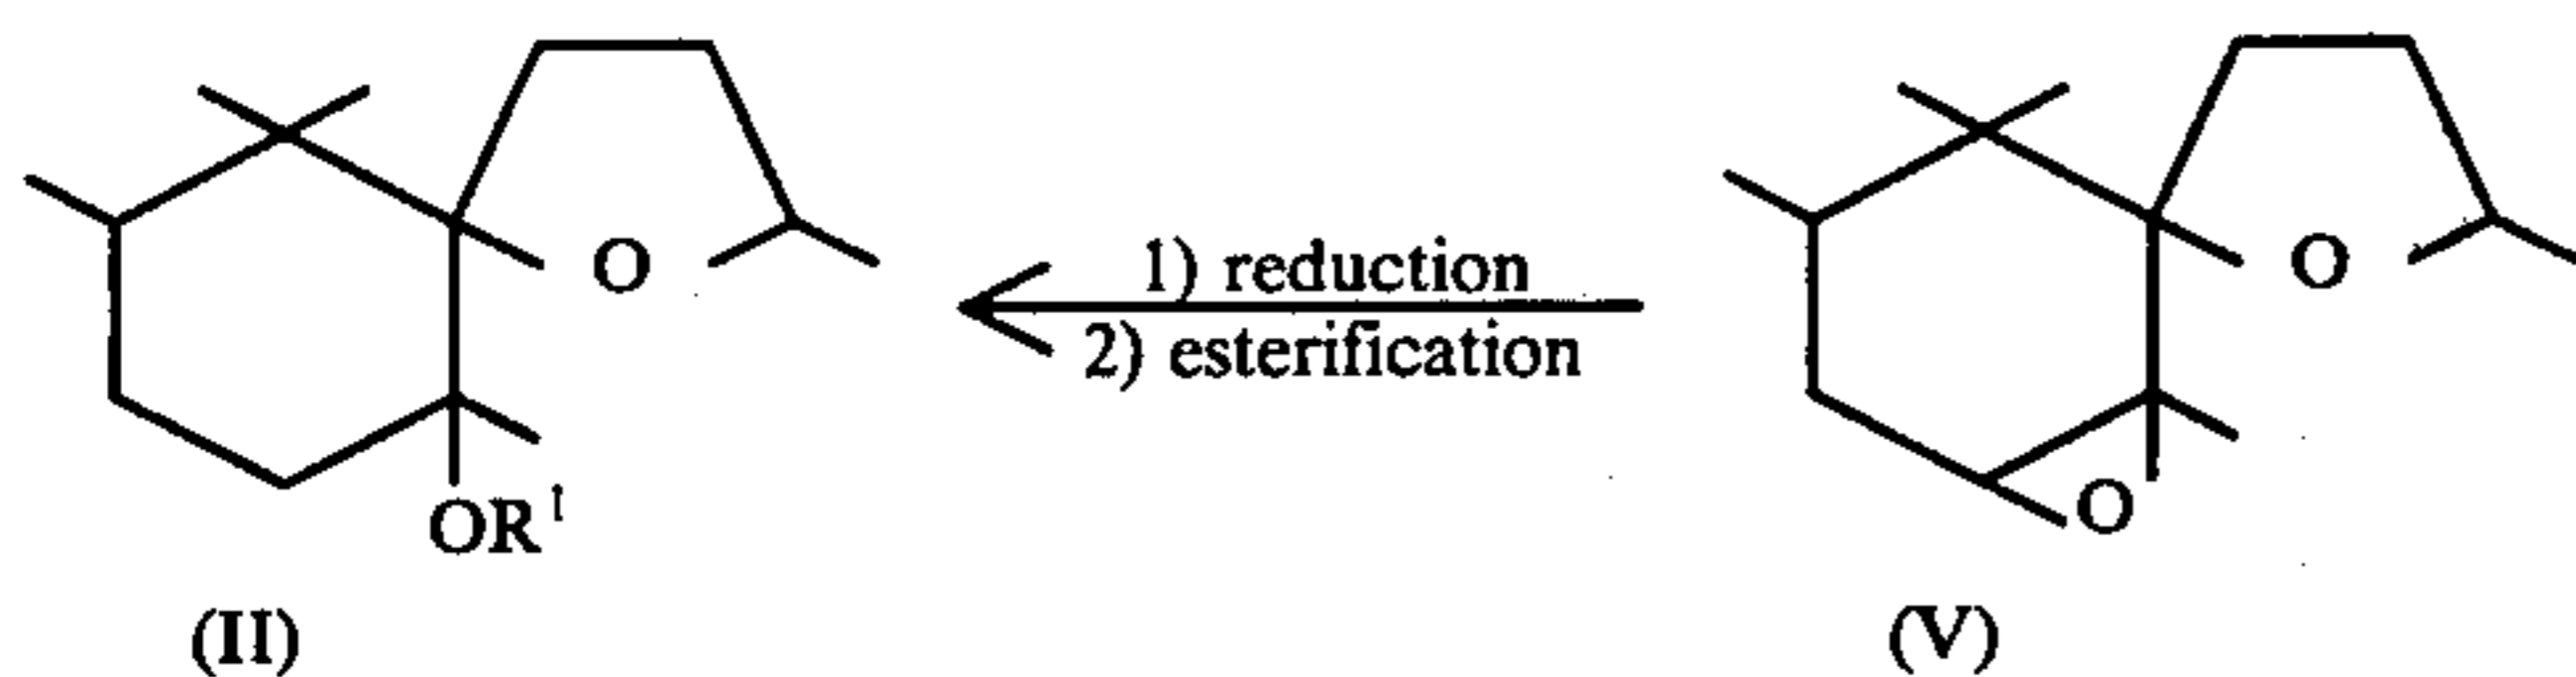 O
1) reduction
2) esterification
O
OR¹
O
(II)
(V)